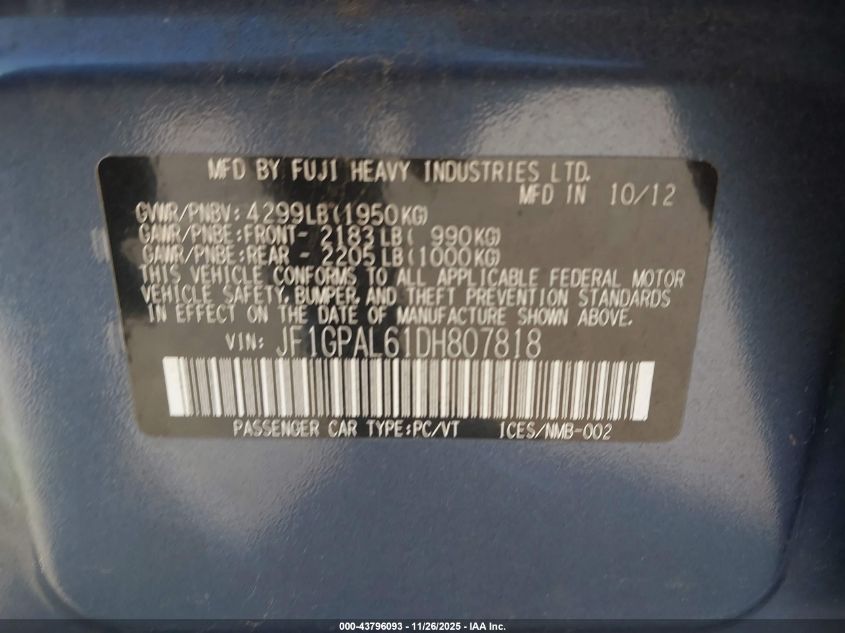 MFD BY FUJI HEAVY INDUSTRIES LTD.
MFD IN 10/12
GVWR/PNBV: 4299LB(1950KG)
GAWR/PNBE:FRONT- 2183LB( 990KG)
GAWR/PNBE:REAR - 2205LB(1000KG)
THIS VEHICLE CONFORMS TO ALL APPLICABLE FEDERAL MOTOR
VEHICLE SAFETY, BUMPER, AND THEFT PREVENTION STANDARDS
IN EFFECT ON THE DATE OF MANUFACTURE SHOWN ABOVE.
VIN: JF1GPAL61DH807818
PASSENGER CAR TYPE:PC/VT ICES/NMB-002
000-43796093 - 11/26/2025 - IAA Inc.